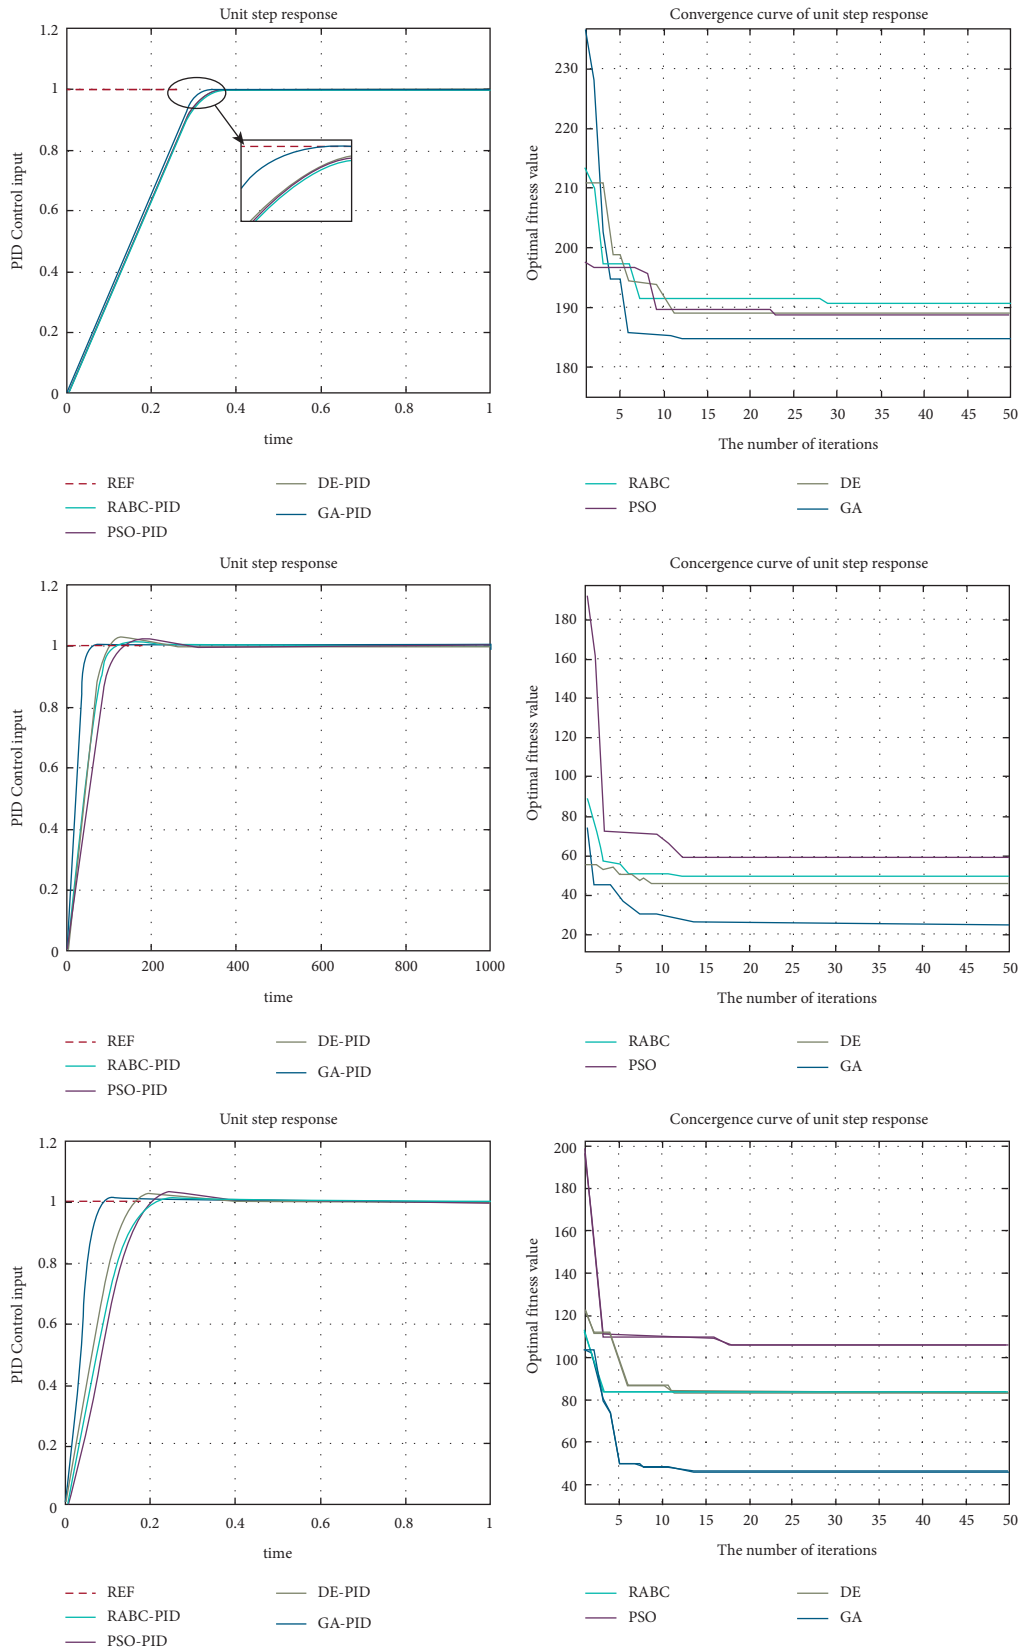 Unit step response
1.2
1
0.8
0.6
0.4
0.2
0
PID Control input
0 0.2 0.4 0.6 0.8 1
time
REF
RABC-PID
PSO-PID
DE-PID
GA-PID
Convergence curve of unit step response
230
220
210
200
190
180
Optimal fitness value
5 10 15 20 25 30 35 40 45 50
The number of iterations
RABC
PSO
DE
GA
Unit step response
1.2
1
0.8
0.6
0.4
0.2
0
PID Control input
0 200 400 600 800 1000
time
REF
RABC-PID
PSO-PID
DE-PID
GA-PID
Concergence curve of unit step response
180
160
140
120
100
80
60
40
20
Optimal fitness value
5 10 15 20 25 30 35 40 45 50
The number of iterations
RABC
PSO
DE
GA
Unit step response
1.2
1
0.8
0.6
0.4
0.2
0
PID Control input
0 0.2 0.4 0.6 0.8 1
time
REF
RABC-PID
PSO-PID
DE-PID
GA-PID
Concergence curve of unit step response
200
180
160
140
120
100
80
60
40
Optimal fitness value
5 10 15 20 25 30 35 40 45 50
The number of iterations
RABC
PSO
DE
GA